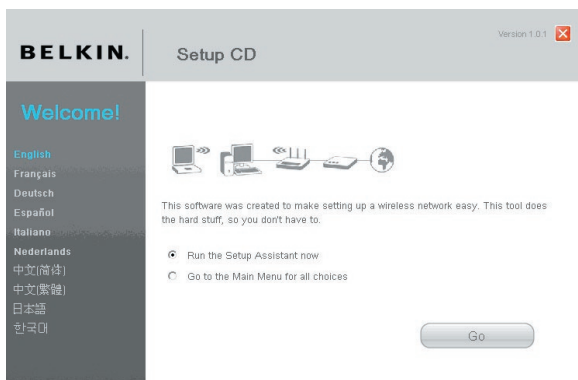 BELKIN.
Setup CD
Version 1.0.1
Welcome!
English
Français
Deutsch
Español
Italiano
Nederlands
中文(简体)
中文(繁體)
日本語
한국어
This software was created to make setting up a wireless network easy. This tool does
the hard stuff, so you don't have to.
Run the Setup Assistant now
Go to the Main Menu for all choices
Go